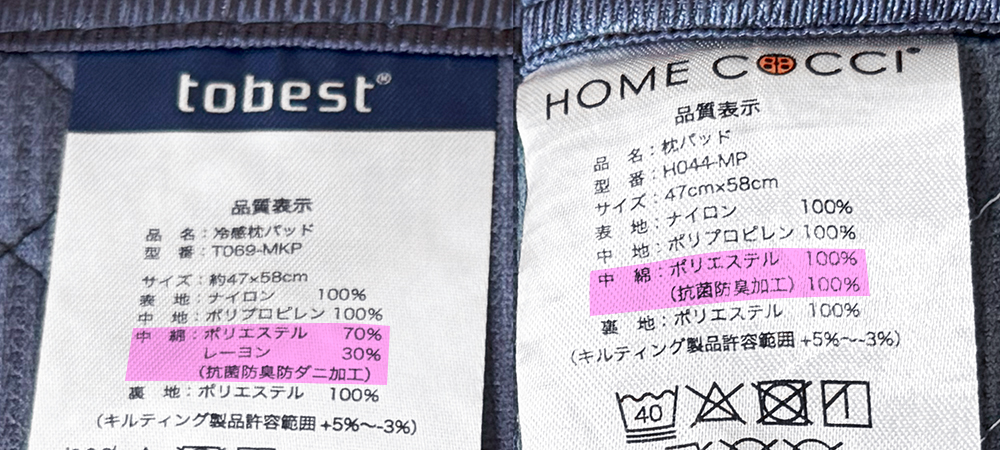 tobest®
品質表示
品　名：冷感枕パッド
型　番：T069-MKP
サイズ：約47×58cm
表　地：ナイロン　100%
中　地：ポリプロピレン 100%
中　綿：ポリエステル　70%
レーヨン　30%
（抗菌防臭防ダニ加工）
裏　地：ポリエステル　100%
（キルティング製品許容範囲 +5%～-3%）
HOME COCCI
品質表示
品　名：枕パッド
型　番：H044-MP
サイズ：47cm×58cm
表　地：ナイロン　100%
中　地：ポリプロピレン 100%
中　綿：ポリエステル　100%
（抗菌防臭加工）100%
裏　地：ポリエステル　100%
（キルティング製品許容範囲 +5%～-3%）
40